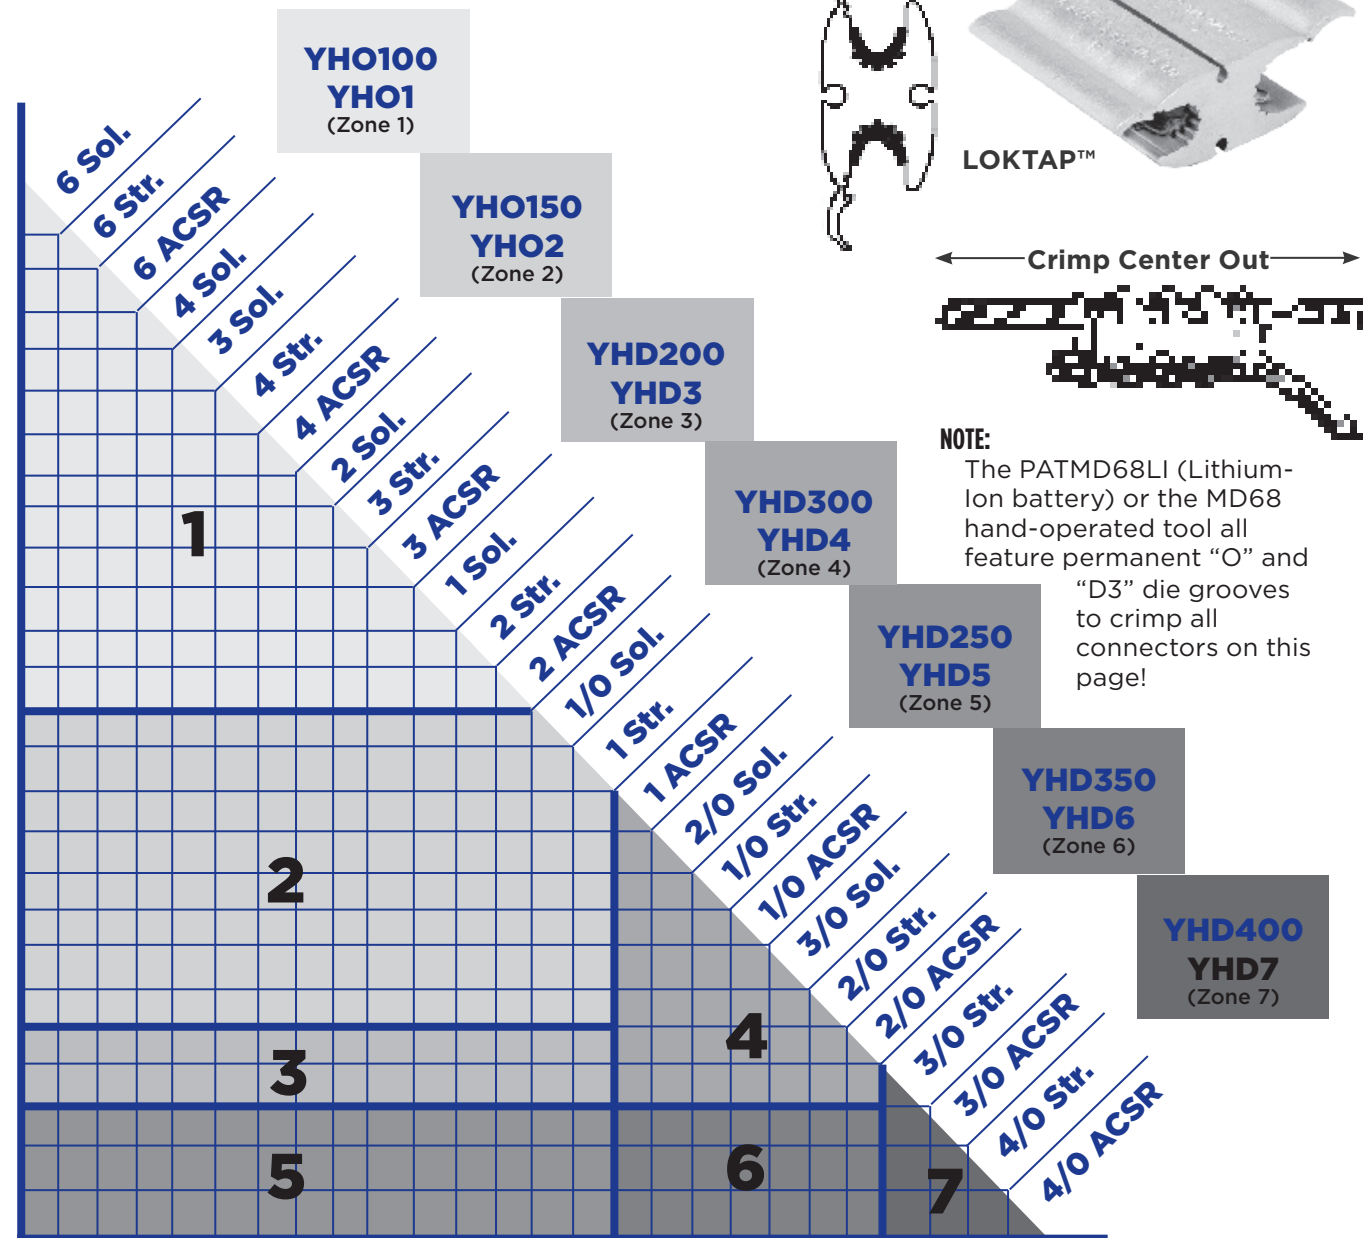 YHO100
YHO1
(Zone 1)
YHO150
YHO2
(Zone 2)
YHD200
YHD3
(Zone 3)
YHD300
YHD4
(Zone 4)
YHD250
YHD5
(Zone 5)
YHD350
YHD6
(Zone 6)
YHD400
YHD7
(Zone 7)
LOKTAP™
Crimp Center Out
NOTE:
The PATMD68LI (Lithium-
Ion battery) or the MD68
hand-operated tool all
feature permanent “O” and
“D3” die grooves
to crimp all
connectors on this
page!
6 Sol.
6 Str.
6 ACSR
4 Sol.
3 Sol.
4 Str.
4 ACSR
2 Sol.
3 Str.
3 ACSR
1 Sol.
2 Str.
2 ACSR
1/0 Sol.
1 Str.
1 ACSR
2/0 Sol.
1/0 Str.
1/0 ACSR
3/0 Sol.
2/0 Str.
2/0 ACSR
3/0 Str.
3/0 ACSR
4/0 Str.
4/0 ACSR
1
2
3
4
5
6
7